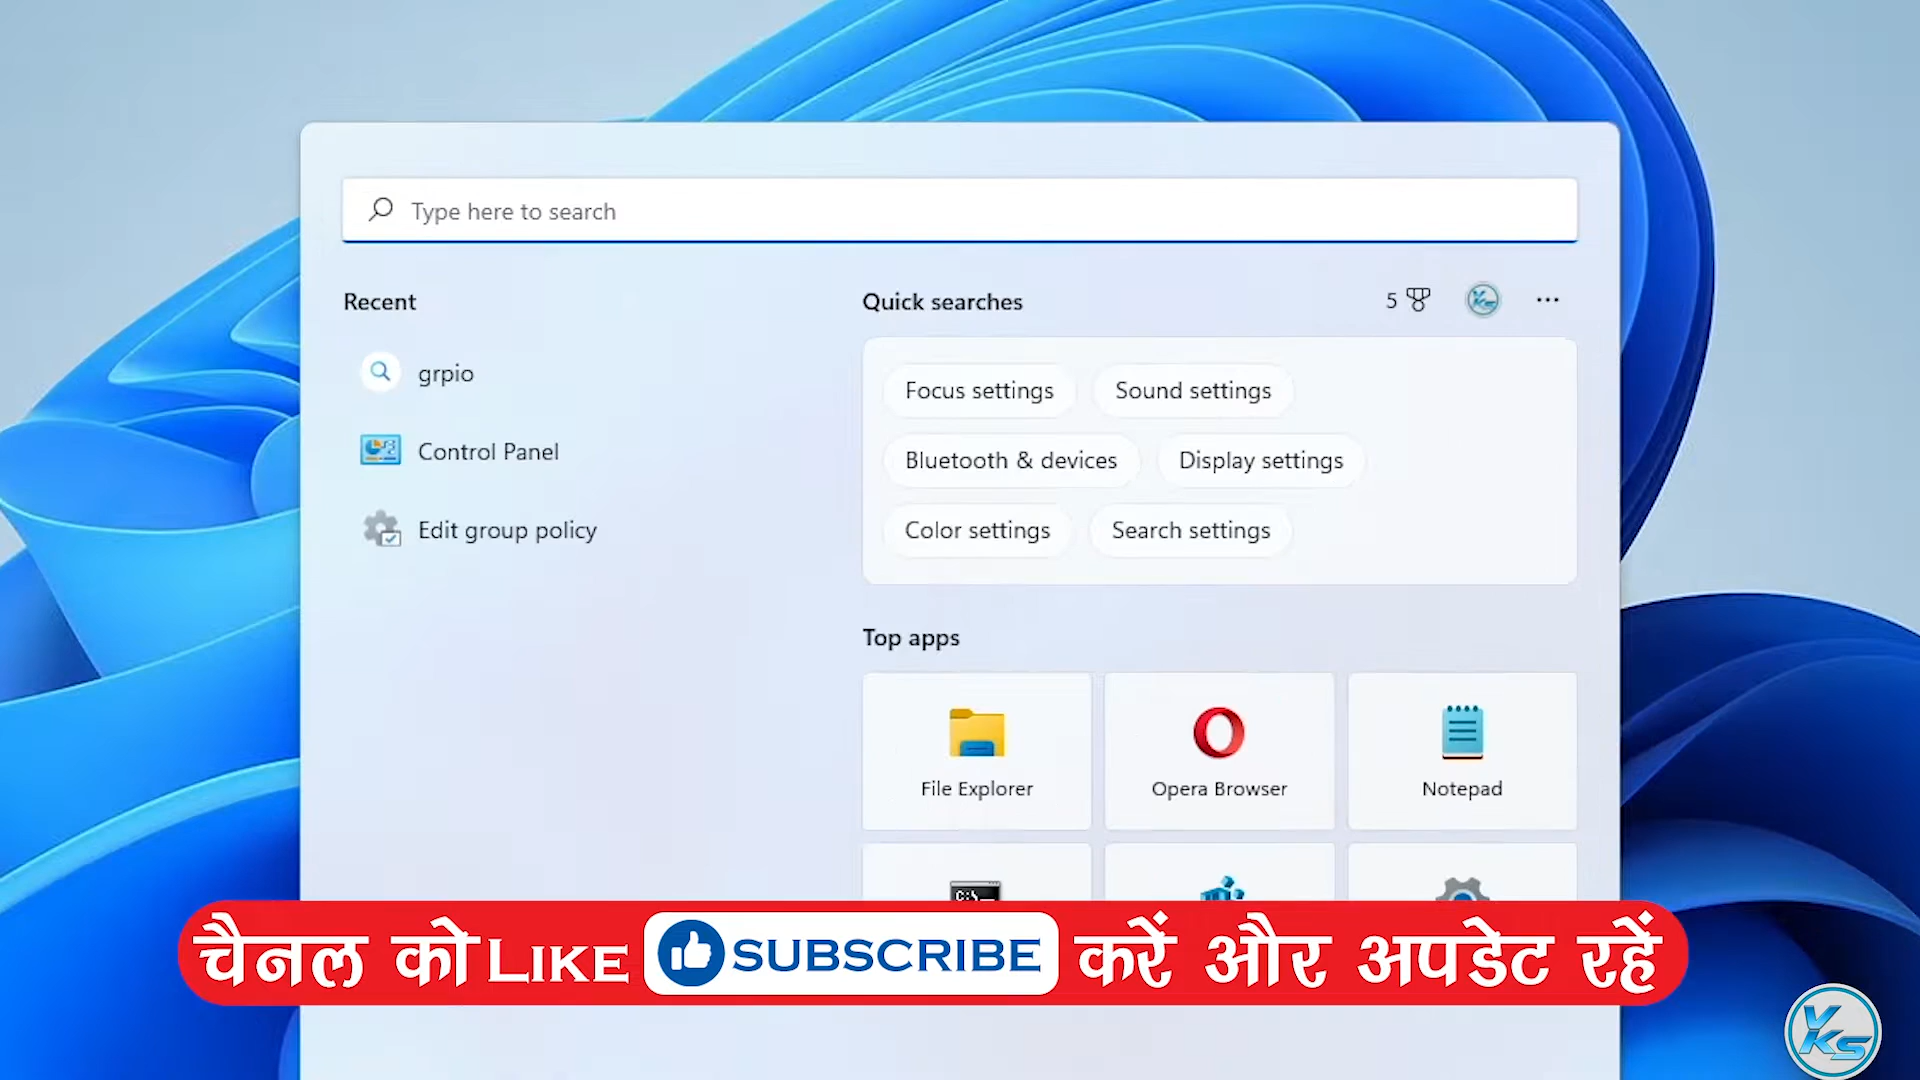 Type here to search
Recent
grpio
Control Panel
Edit group policy
Quick searches
5
Focus settings
Sound settings
Bluetooth & devices
Display settings
Color settings
Search settings
Top apps
File Explorer
Opera Browser
Notepad
चैनल को LIKE SUBSCRIBE करें और अपडेट रहें
YKS